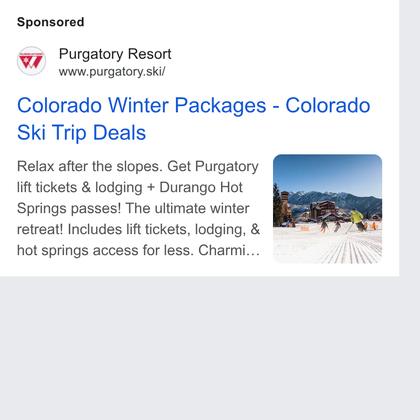 Sponsored
Purgatory Resort
www.purgatory.ski/
Colorado Winter Packages - Colorado
Ski Trip Deals
Relax after the slopes. Get Purgatory
lift tickets & lodging + Durango Hot
Springs passes! The ultimate winter
retreat! Includes lift tickets, lodging, &
hot springs access for less. Charmi...